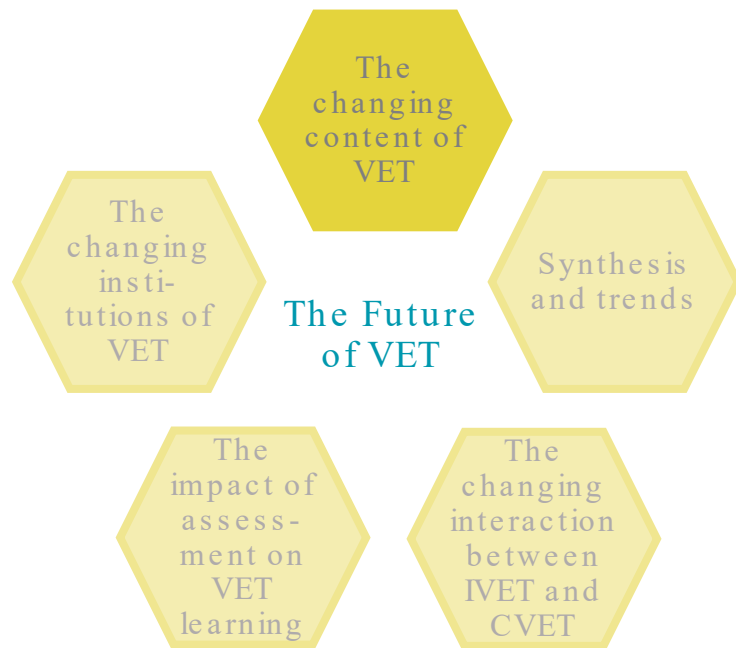 The
changing
content of
VET
The
changing
insti-
tutions of
VET
Synthesis
and trends
The Future
of VET
The
impact of
assess-
ment on
VET
learning
The
changing
interaction
between
IVET and
CVET